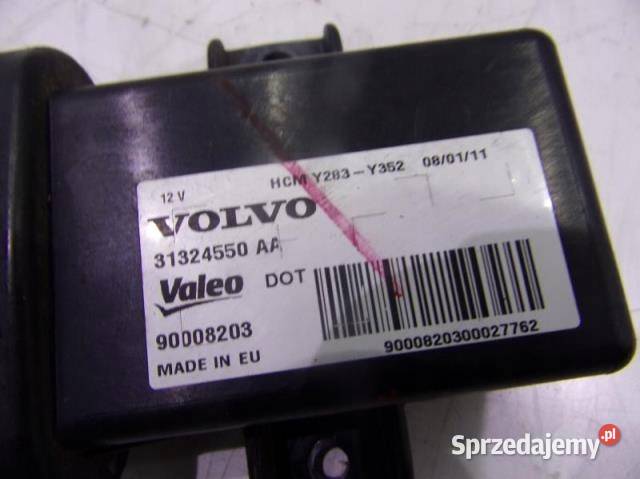 12 V HCM Y283-Y352 08/01/11
VOLVO
31324550 AA
Valeo DOT
90008203
MADE IN EU
9000820300027762
Sprzedajemy.pl